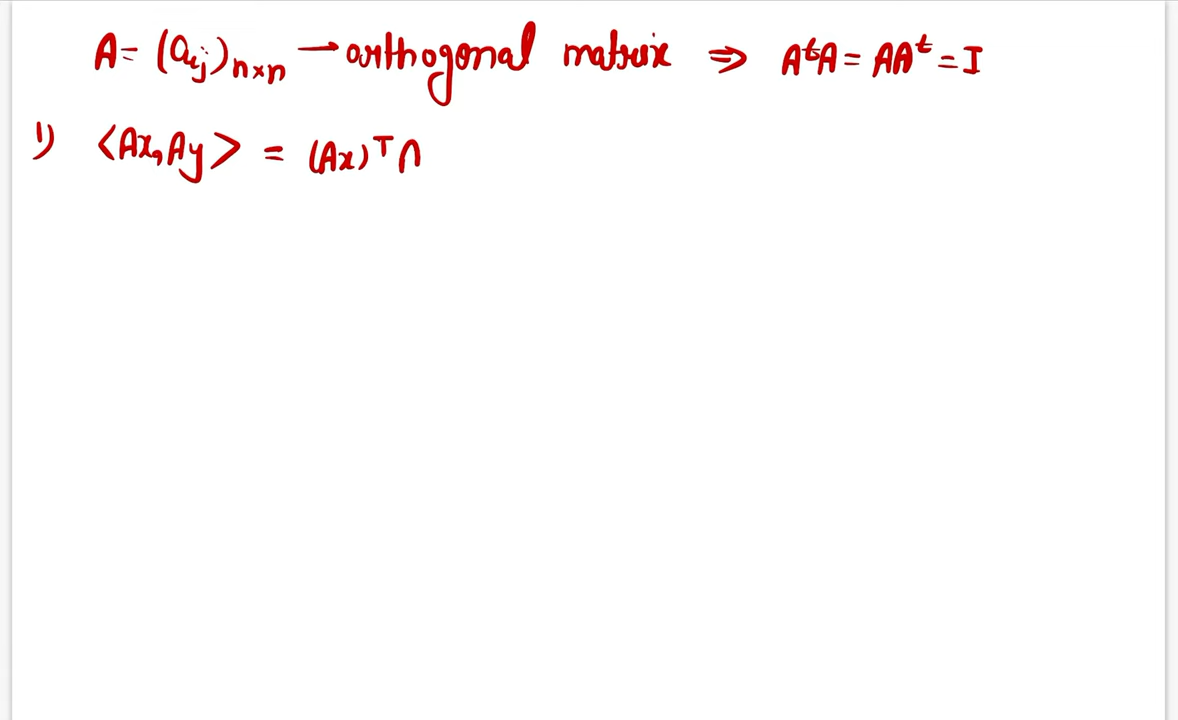 A = (aij)n×n → orthogonal matrix ⇒ AᵗA = AAᵗ = I
1) <Ax, Ay> = (Ax)ᵀ